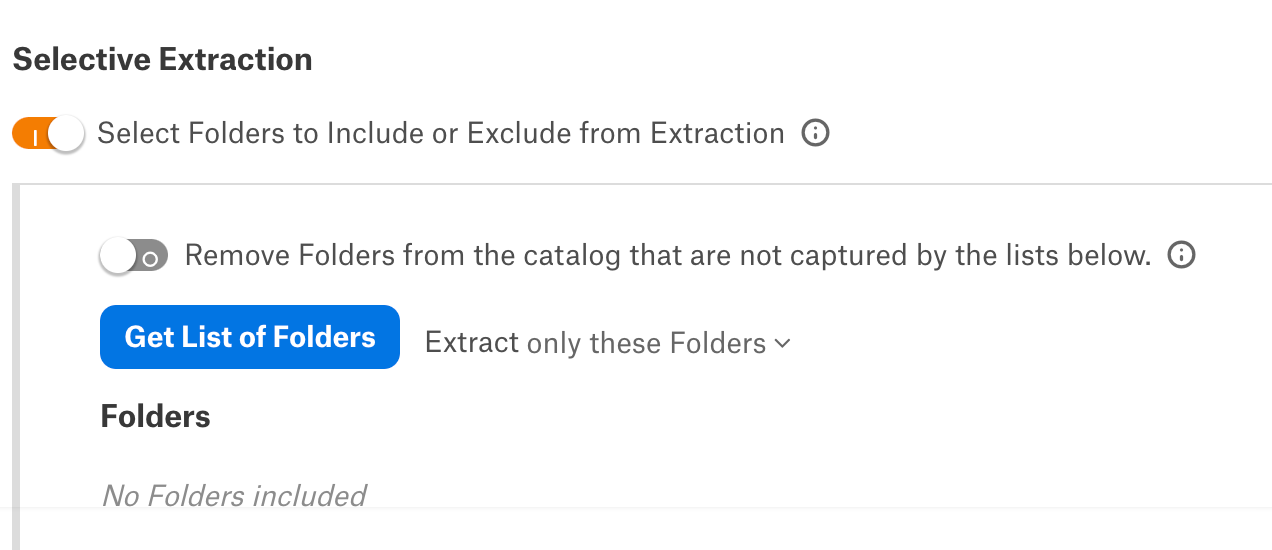 Selective Extraction
Select Folders to Include or Exclude from Extraction
Remove Folders from the catalog that are not captured by the lists below.
Get List of Folders
Extract only these Folders
Folders
No Folders included